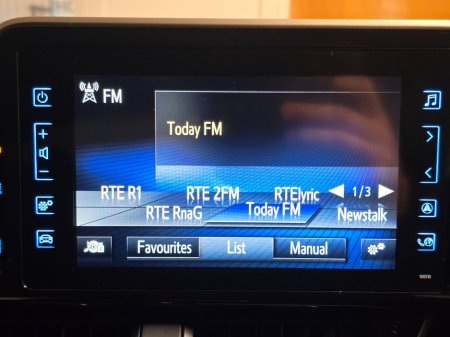 FM
Today FM
RTE R1 RTE 2FM RTElyric 1/3
RTE RnaG Today FM Newstalk
Favourites List Manual